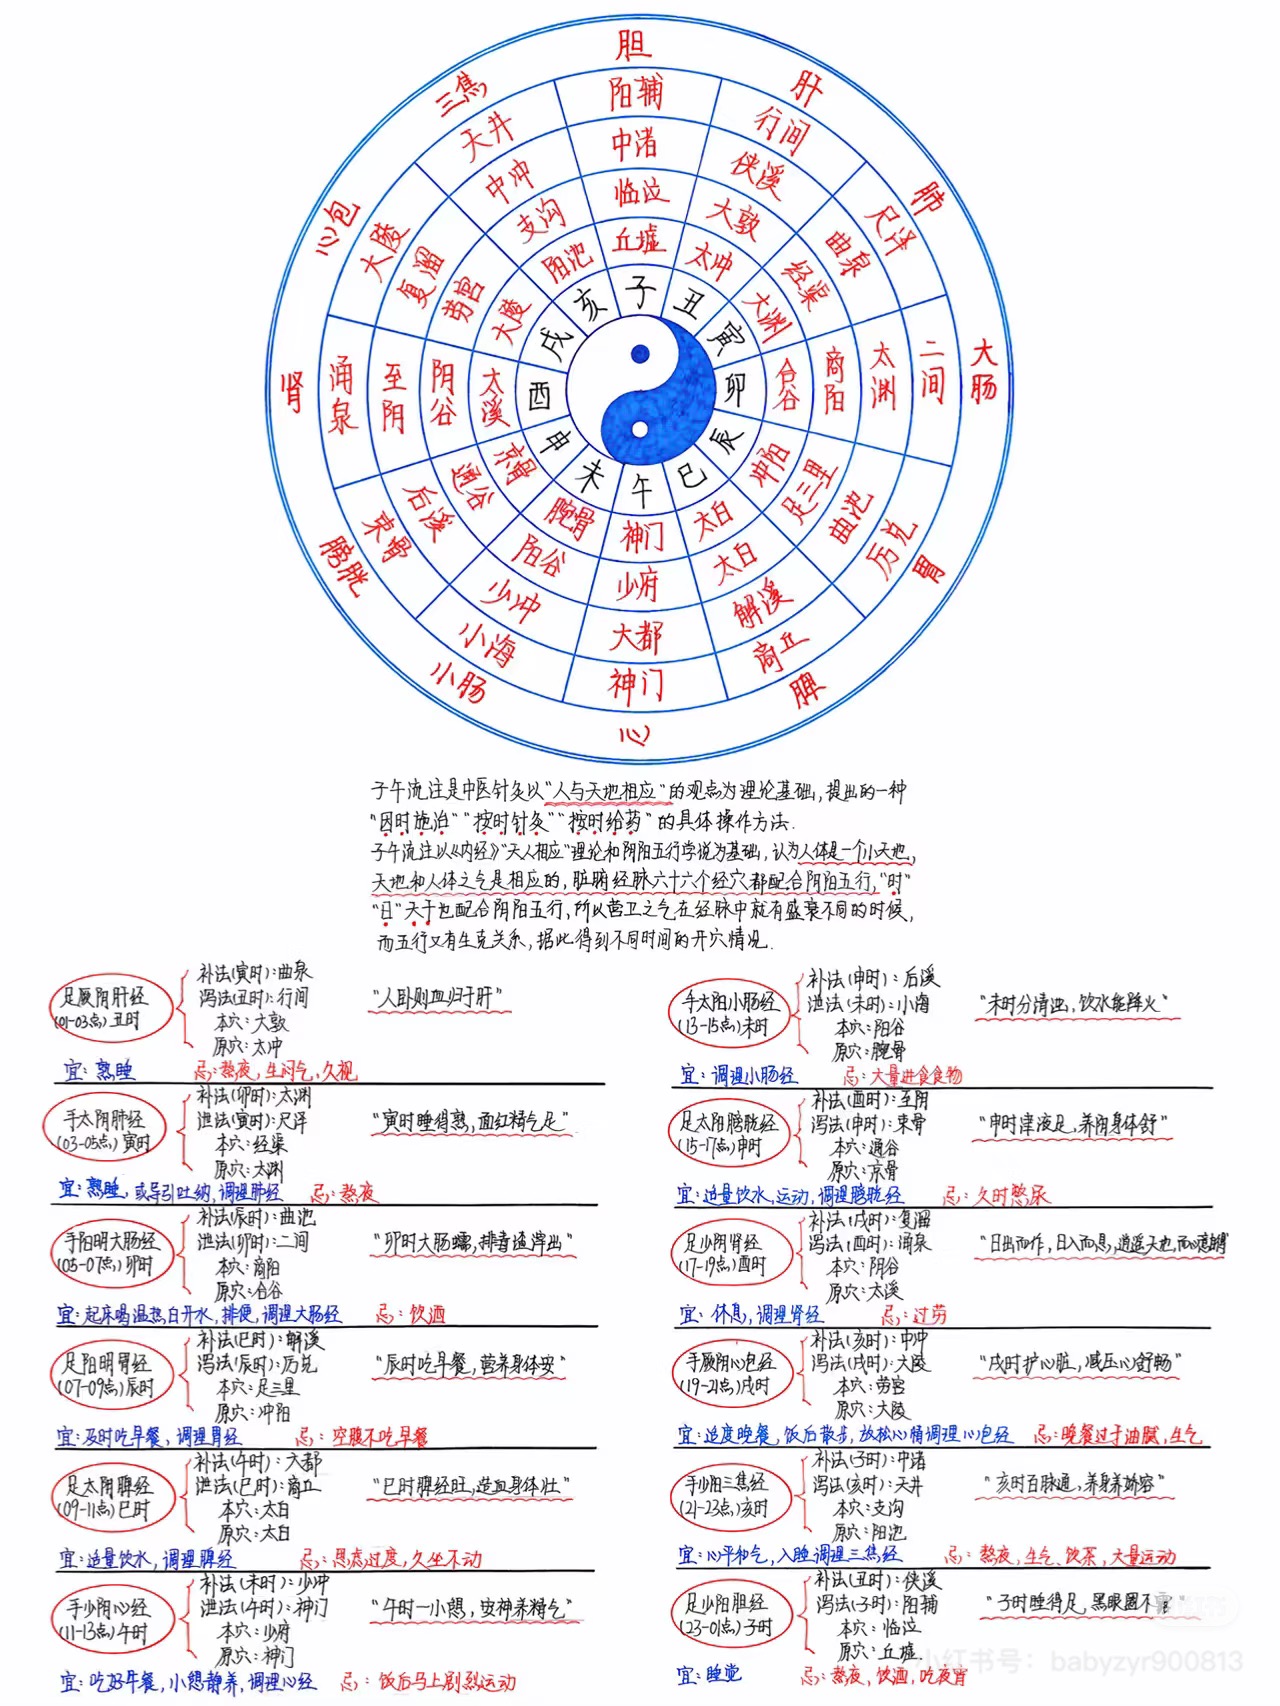 胆
肝
肺
大肠
胃
脾
心
小肠
膀胱
肾
心包
三焦
阳辅
行间
尺泽
二间
厉兑
商丘
神门
小海
束骨
涌泉
大陵
天井
中渚
侠溪
曲泉
太渊
曲池
解溪
大都
少冲
后溪
至阴
复溜
中冲
临泣
大敦
经渠
商阳
足三里
太白
少府
阳谷
通谷
阴谷
劳宫
支沟
丘墟
太冲
大渊
合谷
冲阳
太白
神门
腕骨
京骨
太溪
大陵
阳池
子
丑
寅
卯
辰
巳
午
未
申
酉
戌
亥
子午流注是中医针灸以"人与天地相应"的观点为理论基础,提出的一种
"因时施治""按时针灸""按时给药"的具体操作方法.
子午流注以《内经》"天人相应"理论和阴阳五行学说为基础,认为人体是一个小天地,
天地和人体之气是相应的,脏腑经脉六十六个经穴都配合阴阳五行,"时"
"日"天干也配合阴阳五行,所以营卫之气在经脉中就有盛衰不同的时候,
而五行又有生克关系,据此得到不同时间的开穴情况.
足厥阴肝经
(01-03点)丑时
补法(寅时):曲泉
泻法(丑时):行间
本穴:大敦
原穴:太冲
"人卧则血归于肝"
宜:熟睡 忌:熬夜,生闷气,久视
手太阴肺经
(03-05点)寅时
补法(卯时):太渊
泄法(寅时):尺泽
本穴:经渠
原穴:太渊
"寅时睡得熟,面红精气足"
宜:熟睡,或导引吐纳,调理肺经 忌:熬夜
手阳明大肠经
(05-07点)卯时
补法(辰时):曲池
泄法(卯时):二间
本穴:商阳
原穴:合谷
"卯时大肠蠕,排毒渣滓出"
宜:起床喝温热白开水,排便,调理大肠经 忌:饮酒
足阳明胃经
(07-09点)辰时
补法(巳时):解溪
泻法(辰时):厉兑
本穴:足三里
原穴:冲阳
"辰时吃早餐,营养身体安"
宜:及时吃早餐,调理胃经 忌:空腹不吃早餐
足太阴脾经
(09-11点)巳时
补法(午时):大都
泄法(巳时):商丘
本穴:太白
原穴:太白
"巳时脾经旺,造血身体壮"
宜:适量饮水,调理脾经 忌:思虑过度,久坐不动
手少阴心经
(11-13点)午时
补法(未时):少冲
泄法(午时):神门
本穴:少府
原穴:神门
"午时一小憩,安神养精气"
宜:吃好午餐,小憩静养,调理心经 忌:饭后马上剧烈运动
手太阳小肠经
(13-15点)未时
补法(申时):后溪
泄法(未时):小海
本穴:阳谷
原穴:腕骨
"未时分清浊,饮水能降火"
宜:调理小肠经 忌:大量进食食物
足太阳膀胱经
(15-17点)申时
补法(酉时):至阴
泻法(申时):束骨
本穴:通谷
原穴:京骨
"申时津液足,养阴身体舒"
宜:适量饮水,运动,调理膀胱经 忌:久时憋尿
足少阴肾经
(17-19点)酉时
补法(戌时):复溜
泻法(酉时):涌泉
本穴:阴谷
原穴:太溪
"日出而作,日入而息,逍遥天地,而心意
宜:休息,调理肾经 忌:过劳
手厥阴心包经
(19-21点)戌时
补法(亥时):中冲
泻法(戌时):大陵
本穴:劳宫
原穴:大陵
"戌时护心脏,减压心舒畅"
宜:适度晚餐,饭后散步,放松心情调理心包经 忌:晚餐过于油腻,生气
手少阳三焦经
(21-23点)亥时
补法(子时):中渚
泻法(亥时):天井
本穴:支沟
原穴:阳池
"亥时百脉通,养身养娇容"
宜:心平和气,入睡调理三焦经 忌:熬夜,生气,饮茶,大量运动
足少阳胆经
(23-01点)子时
补法(丑时):侠溪
泻法(子时):阳辅
本穴:临泣
原穴:丘墟
"子时睡得足,黑眼圈不露"
宜:睡觉 忌:熬夜,饮酒,吃夜宵
小红书号:babyzyr900813